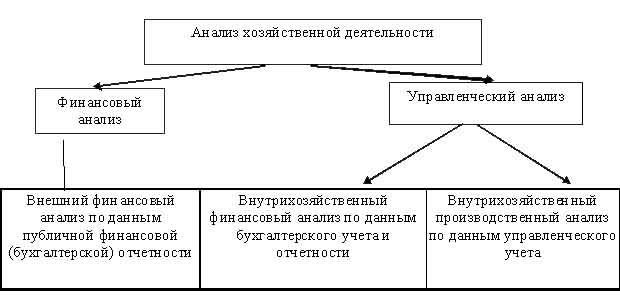 Анализ хозяйственной деятельности
Финансовый
анализ
Управленческий анализ
Внешний финансовый
анализ по данным
публичной финансовой
(бухгалтерской) отчетности
Внутрихозяйственный
финансовый анализ по данным
бухгалтерского учета и
отчетности
Внутрихозяйственный
производственный анализ
по данным управленческого
учета